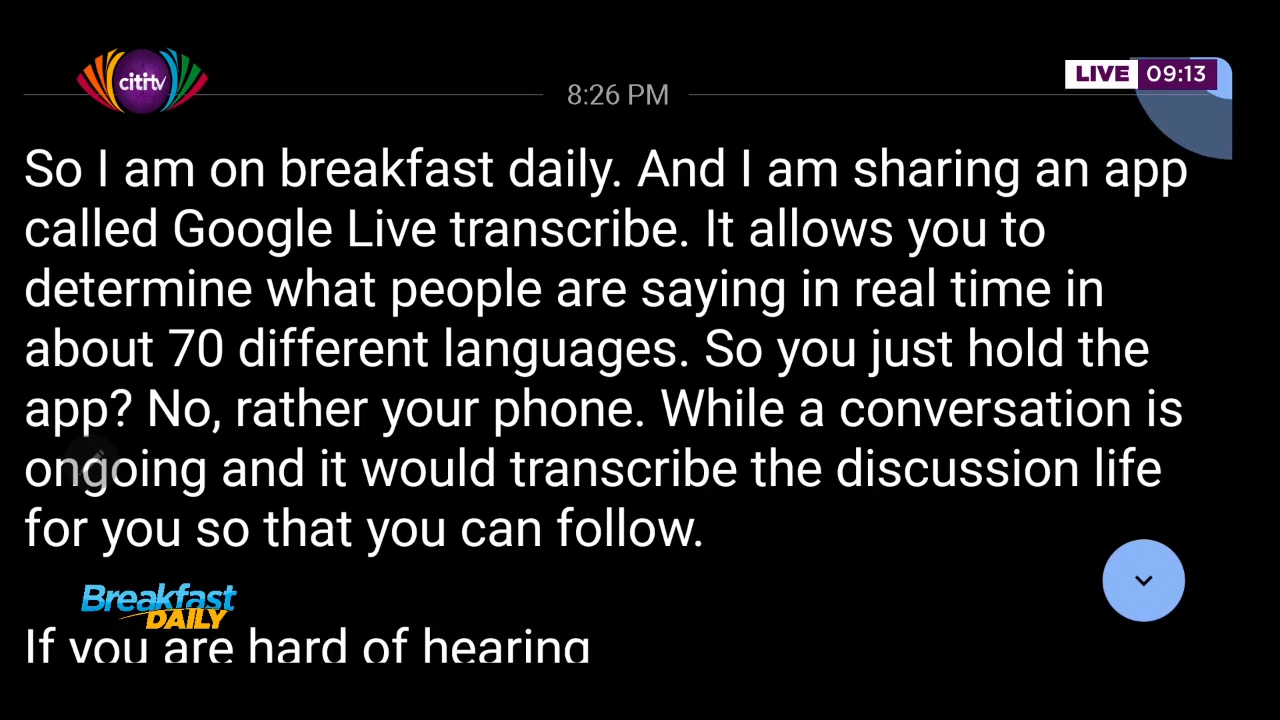 cititv
LIVE 09:13
8:26 PM
So I am on breakfast daily. And I am sharing an app
called Google Live transcribe. It allows you to
determine what people are saying in real time in
about 70 different languages. So you just hold the
app? No, rather your phone. While a conversation is
ongoing and it would transcribe the discussion life
for you so that you can follow.
Breakfast
DAILY
If you are hard of hearing